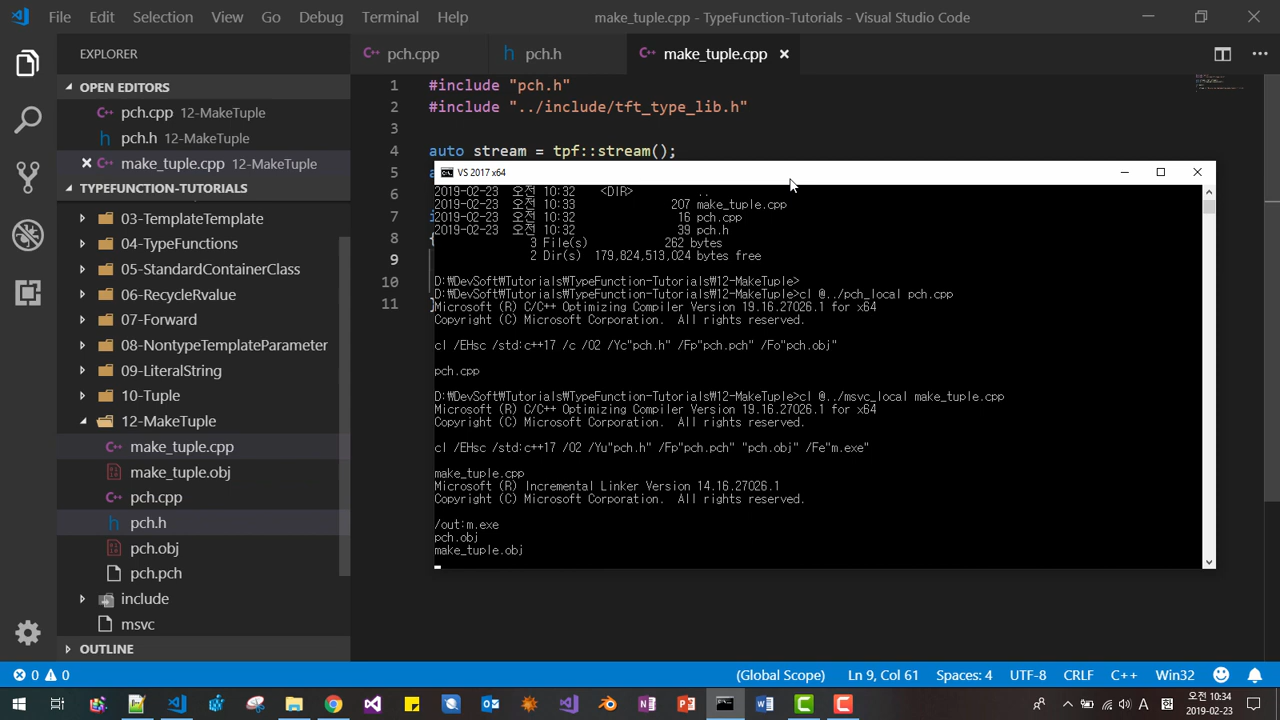 File Edit Selection View Go Debug Terminal Help make_tuple.cpp - TypeFunction-Tutorials - Visual Studio Code
EXPLORER
OPEN EDITORS
pch.cpp 12-MakeTuple
pch.h 12-MakeTuple
make_tuple.cpp 12-MakeTuple
TYPEFUNCTION-TUTORIALS
03-TemplateTemplate
04-TypeFunctions
05-StandardContainerClass
06-RecycleRvalue
07-Forward
08-NontypeTemplateParameter
09-LiteralString
10-Tuple
12-MakeTuple
make_tuple.cpp
make_tuple.obj
pch.cpp
pch.h
pch.obj
pch.pch
include
msvc
OUTLINE
pch.cpp pch.h make_tuple.cpp
1 #include "pch.h"
2 #include "../include/tft_type_lib.h"
3
4 auto stream = tpf::stream();
5
6
7
8 {
9
10
11
VS 2017 x64
2019-02-23 오전 10:32 <DIR> ..
2019-02-23 오전 10:33 207 make_tuple.cpp
2019-02-23 오전 10:32 16 pch.cpp
2019-02-23 오전 10:32 39 pch.h
3 File(s) 262 bytes
2 Dir(s) 179,824,513,024 bytes free
D:₩DevSoft₩Tutorials₩TypeFunction-Tutorials₩12-MakeTuple>
D:₩DevSoft₩Tutorials₩TypeFunction-Tutorials₩12-MakeTuple>cl @../pch_local pch.cpp
Microsoft (R) C/C++ Optimizing Compiler Version 19.16.27026.1 for x64
Copyright (C) Microsoft Corporation. All rights reserved.
cl /EHsc /std:c++17 /c /O2 /Yc"pch.h" /Fp"pch.pch" /Fo"pch.obj"
pch.cpp
D:₩DevSoft₩Tutorials₩TypeFunction-Tutorials₩12-MakeTuple>cl @../msvc_local make_tuple.cpp
Microsoft (R) C/C++ Optimizing Compiler Version 19.16.27026.1 for x64
Copyright (C) Microsoft Corporation. All rights reserved.
cl /EHsc /std:c++17 /O2 /Yu"pch.h" /Fp"pch.pch" "pch.obj" /Fe"m.exe"
make_tuple.cpp
Microsoft (R) Incremental Linker Version 14.16.27026.1
Copyright (C) Microsoft Corporation. All rights reserved.
/out:m.exe
pch.obj
make_tuple.obj
0 0 (Global Scope) Ln 9, Col 61 Spaces: 4 UTF-8 CRLF C++ Win32
A 오전 10:34
2019-02-23